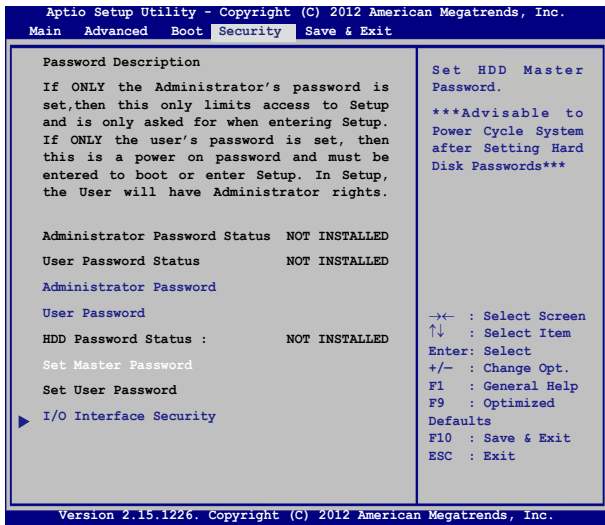 Aptio Setup Utility - Copyright (C) 2012 American Megatrends, Inc.
Main Advanced Boot Security Save & Exit
Password Description
If ONLY the Administrator's password is
set,then this only limits access to Setup
and is only asked for when entering Setup.
If ONLY the user's password is set, then
this is a power on password and must be
entered to boot or enter Setup. In Setup,
the User will have Administrator rights.
Administrator Password Status NOT INSTALLED
User Password Status NOT INSTALLED
Administrator Password
User Password
HDD Password Status : NOT INSTALLED
Set Master Password
Set User Password
I/O Interface Security
Set HDD Master
Password.
***Advisable to
Power Cycle System
after Setting Hard
Disk Passwords***
→← : Select Screen
↑↓ : Select Item
Enter: Select
+/— : Change Opt.
F1 : General Help
F9 : Optimized
Defaults
F10 : Save & Exit
ESC : Exit
Version 2.15.1226. Copyright (C) 2012 American Megatrends, Inc.